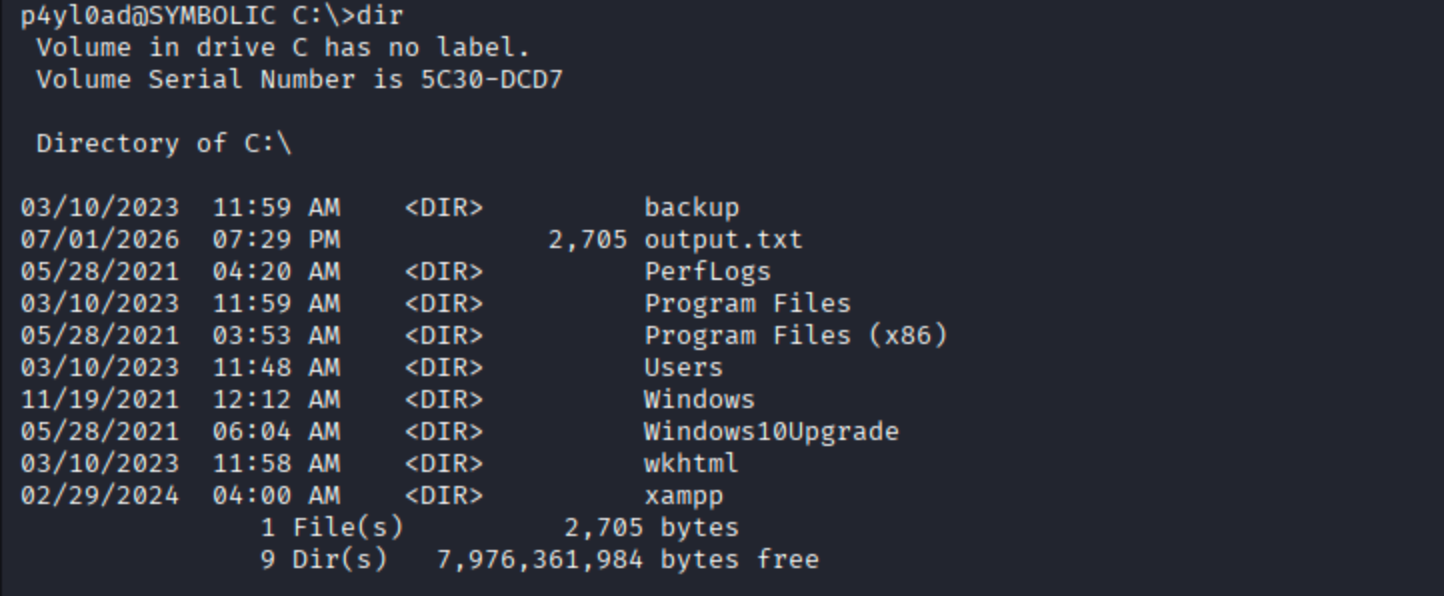 p4yl0ad@SYMBOLIC C:\>dir
 Volume in drive C has no label.
 Volume Serial Number is 5C30-DCD7

 Directory of C:\

03/10/2023  11:59 AM    <DIR>          backup
07/01/2026  07:29 PM             2,705 output.txt
05/28/2021  04:20 AM    <DIR>          PerfLogs
03/10/2023  11:59 AM    <DIR>          Program Files
05/28/2021  03:53 AM    <DIR>          Program Files (x86)
03/10/2023  11:48 AM    <DIR>          Users
11/19/2021  12:12 AM    <DIR>          Windows
05/28/2021  06:04 AM    <DIR>          Windows10Upgrade
03/10/2023  11:58 AM    <DIR>          wkhtml
02/29/2024  04:00 AM    <DIR>          xampp
               1 File(s)          2,705 bytes
               9 Dir(s)   7,976,361,984 bytes free